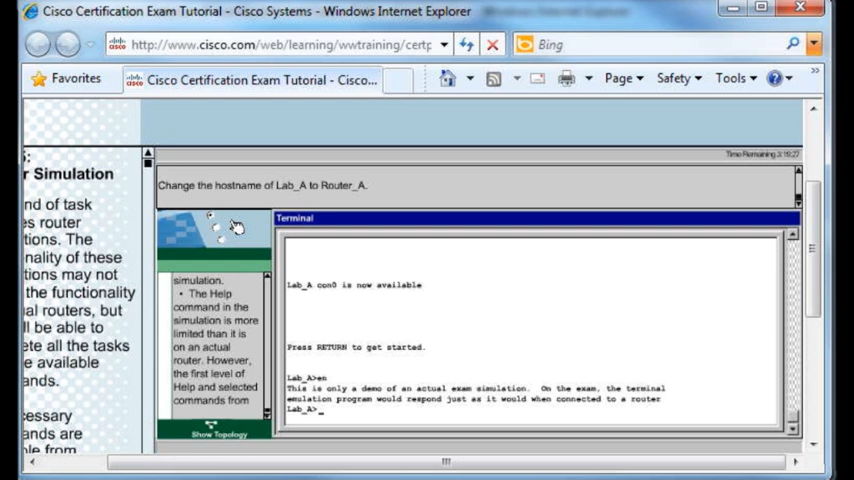 Cisco Certification Exam Tutorial - Cisco Systems - Windows Internet Explorer
cisco
http://www.cisco.com/web/learning/wwtraining/certp
Bing
Favorites
cisco
Cisco Certification Exam Tutorial - Cisco...
Page
Safety
Tools
Time Remaining 3:19:27
r Simulation
nd of task
es router
tions. The
nality of these
tions may not
the functionality
al routers, but
ll be able to
ete all the tasks
e available
ands.
cessary
ands are
ble from
Change the hostname of Lab_A to Router_A.
simulation.
• The Help
command in the
simulation is more
limited than it is
on an actual
router. However,
the first level of
Help and selected
commands from
Show Topology
Terminal
Lab_A con0 is now available
Press RETURN to get started.
Lab_A>en
This is only a demo of an actual exam simulation.  On the exam, the terminal
emulation program would respond just as it would when connected to a router
Lab_A>_